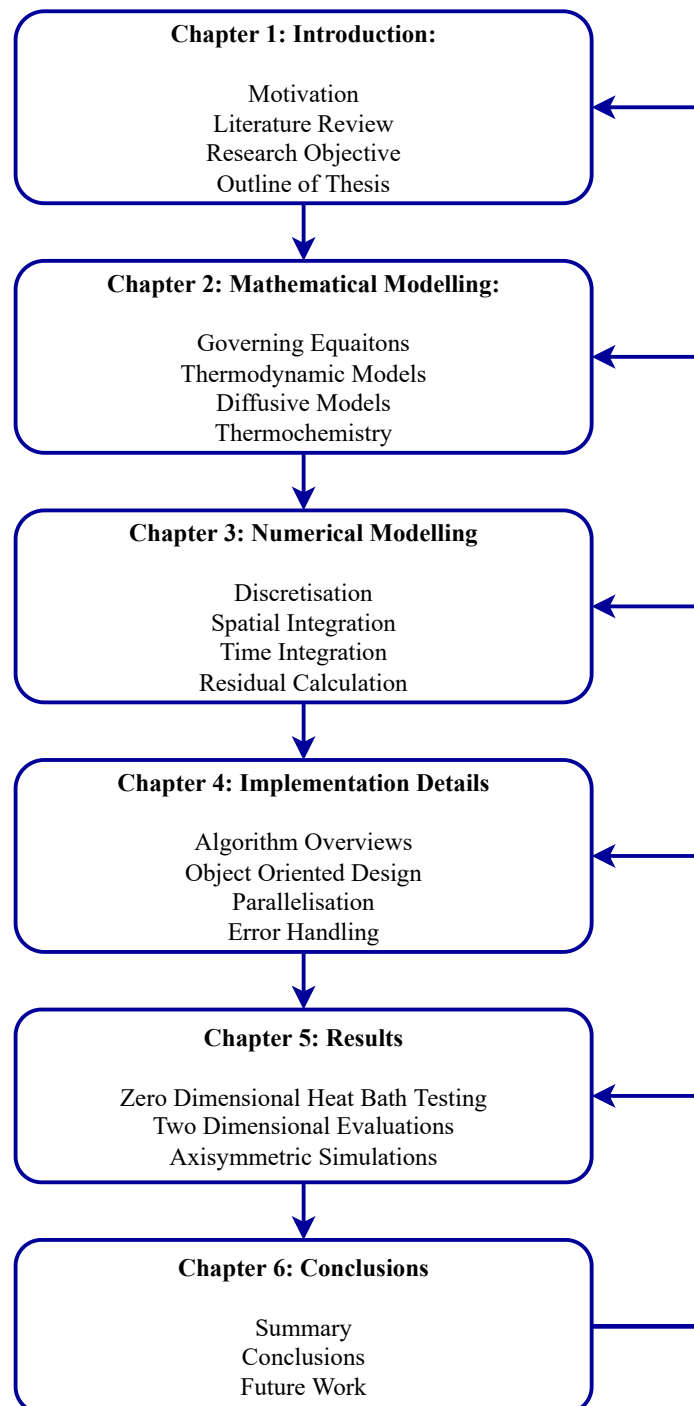 Chapter 1: Introduction:
Motivation
Literature Review
Research Objective
Outline of Thesis
Chapter 2: Mathematical Modelling:
Governing Equaitons
Thermodynamic Models
Diffusive Models
Thermochemistry
Chapter 3: Numerical Modelling
Discretisation
Spatial Integration
Time Integration
Residual Calculation
Chapter 4: Implementation Details
Algorithm Overviews
Object Oriented Design
Parallelisation
Error Handling
Chapter 5: Results
Zero Dimensional Heat Bath Testing
Two Dimensional Evaluations
Axisymmetric Simulations
Chapter 6: Conclusions
Summary
Conclusions
Future Work